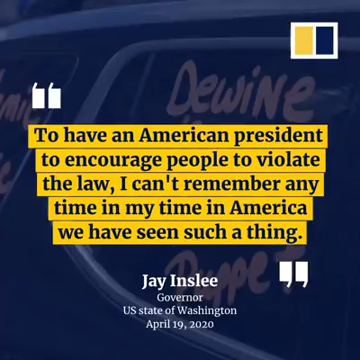 Dewine
“
To have an American president
to encourage people to violate
the law, I can't remember any
time in my time in America
we have seen such a thing.
”
Jay Inslee
Governor
US state of Washington
April 19, 2020